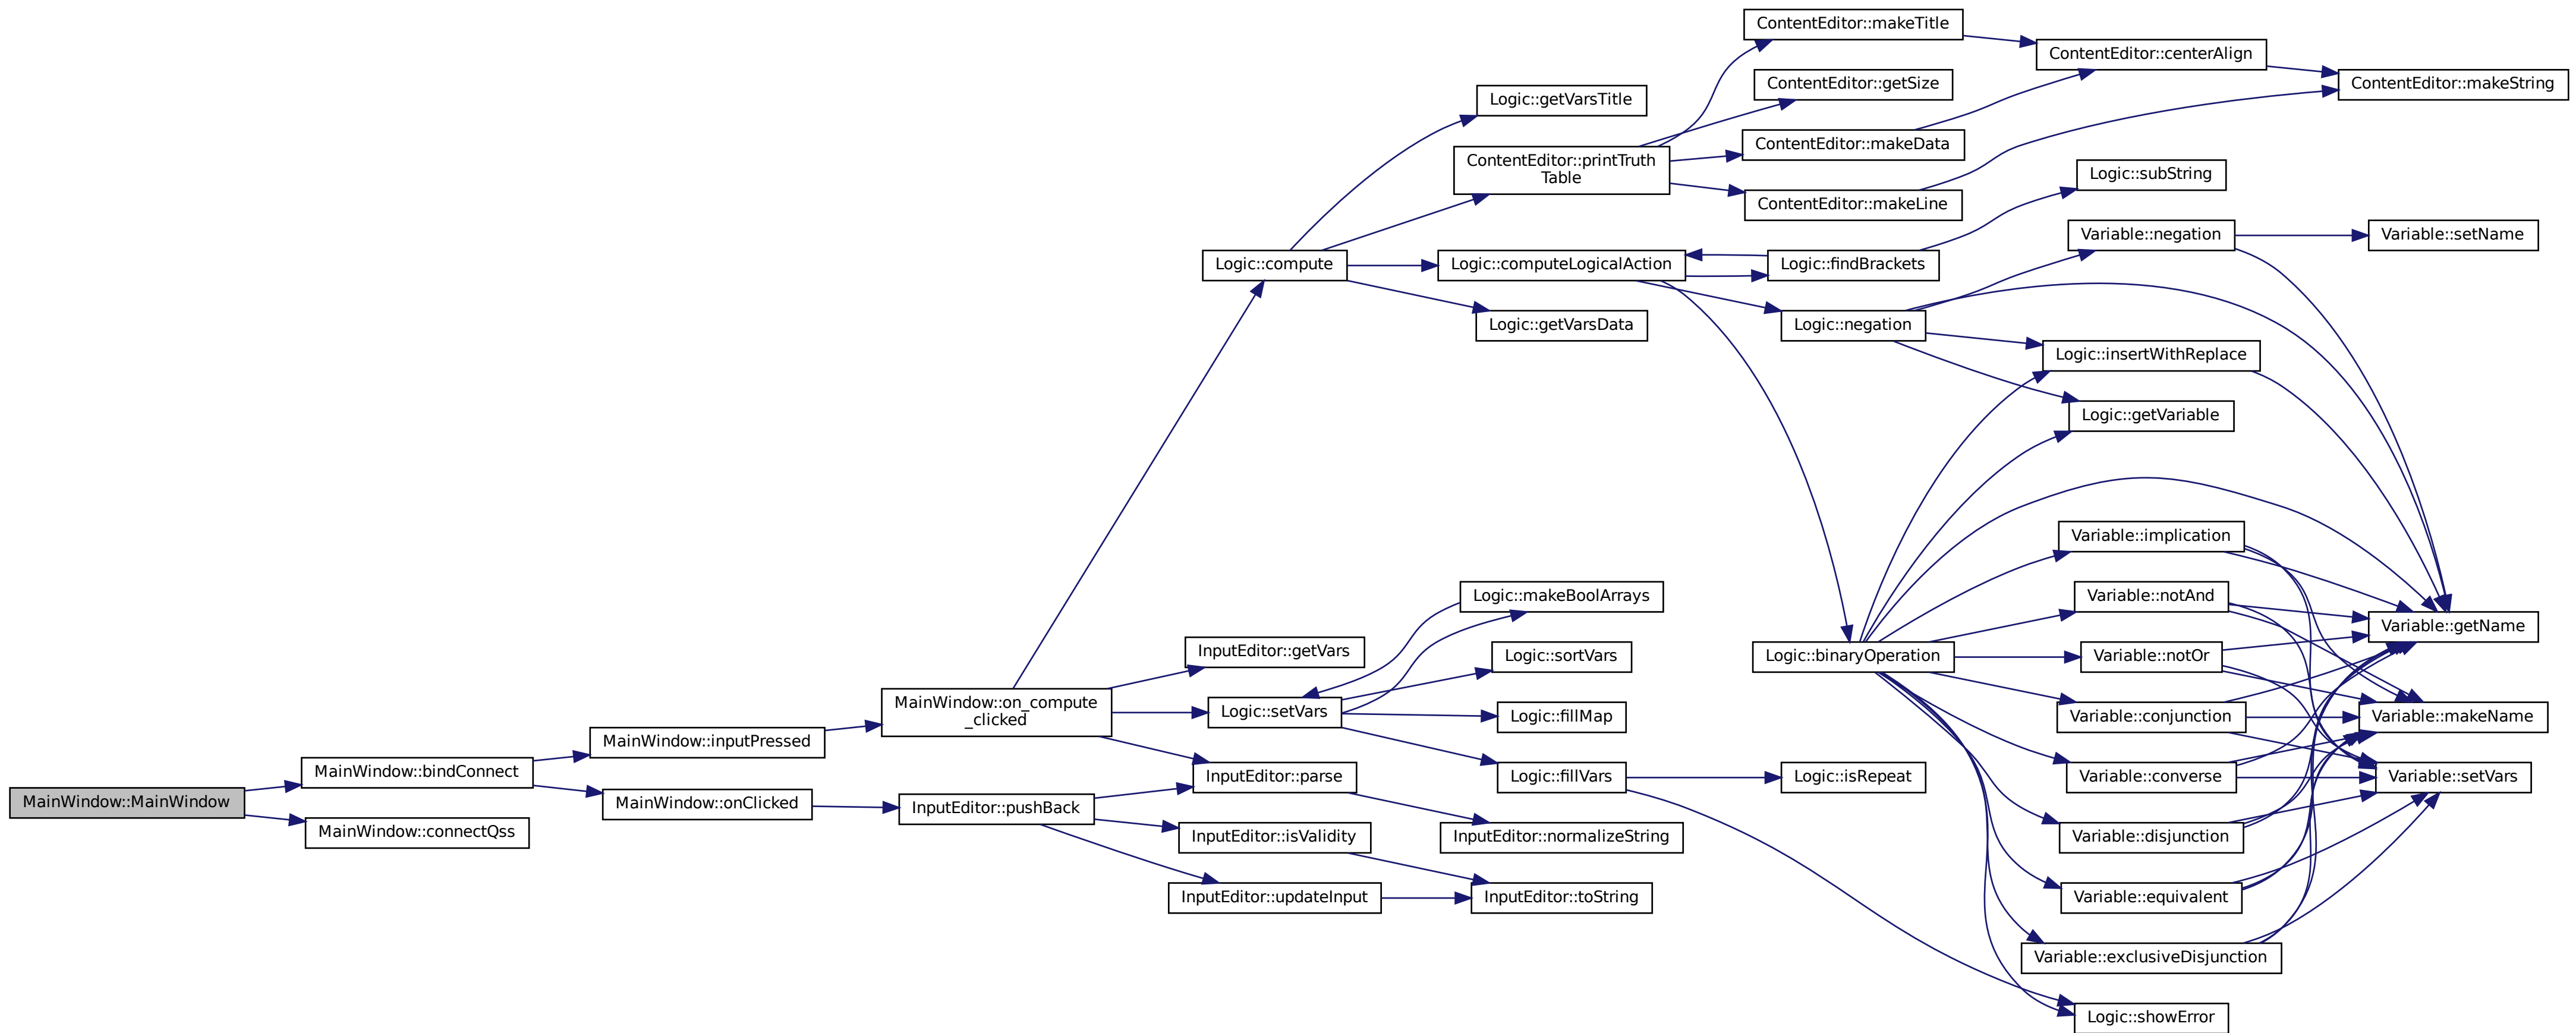 MainWindow::MainWindow
MainWindow::bindConnect
MainWindow::connectQss
MainWindow::inputPressed
MainWindow::onClicked
MainWindow::on_compute
_clicked
InputEditor::pushBack
Logic::compute
InputEditor::getVars
Logic::setVars
InputEditor::parse
InputEditor::isValidity
InputEditor::updateInput
Logic::getVarsTitle
ContentEditor::printTruth
Table
Logic::computeLogicalAction
Logic::getVarsData
Logic::makeBoolArrays
Logic::sortVars
Logic::fillMap
Logic::fillVars
InputEditor::normalizeString
InputEditor::toString
ContentEditor::makeTitle
ContentEditor::getSize
ContentEditor::makeData
ContentEditor::makeLine
Logic::findBrackets
Logic::negation
Logic::binaryOperation
Logic::isRepeat
ContentEditor::centerAlign
Logic::subString
Variable::negation
Logic::insertWithReplace
Logic::getVariable
Variable::implication
Variable::notAnd
Variable::notOr
Variable::conjunction
Variable::converse
Variable::disjunction
Variable::equivalent
Variable::exclusiveDisjunction
Logic::showError
ContentEditor::makeString
Variable::setName
Variable::getName
Variable::makeName
Variable::setVars